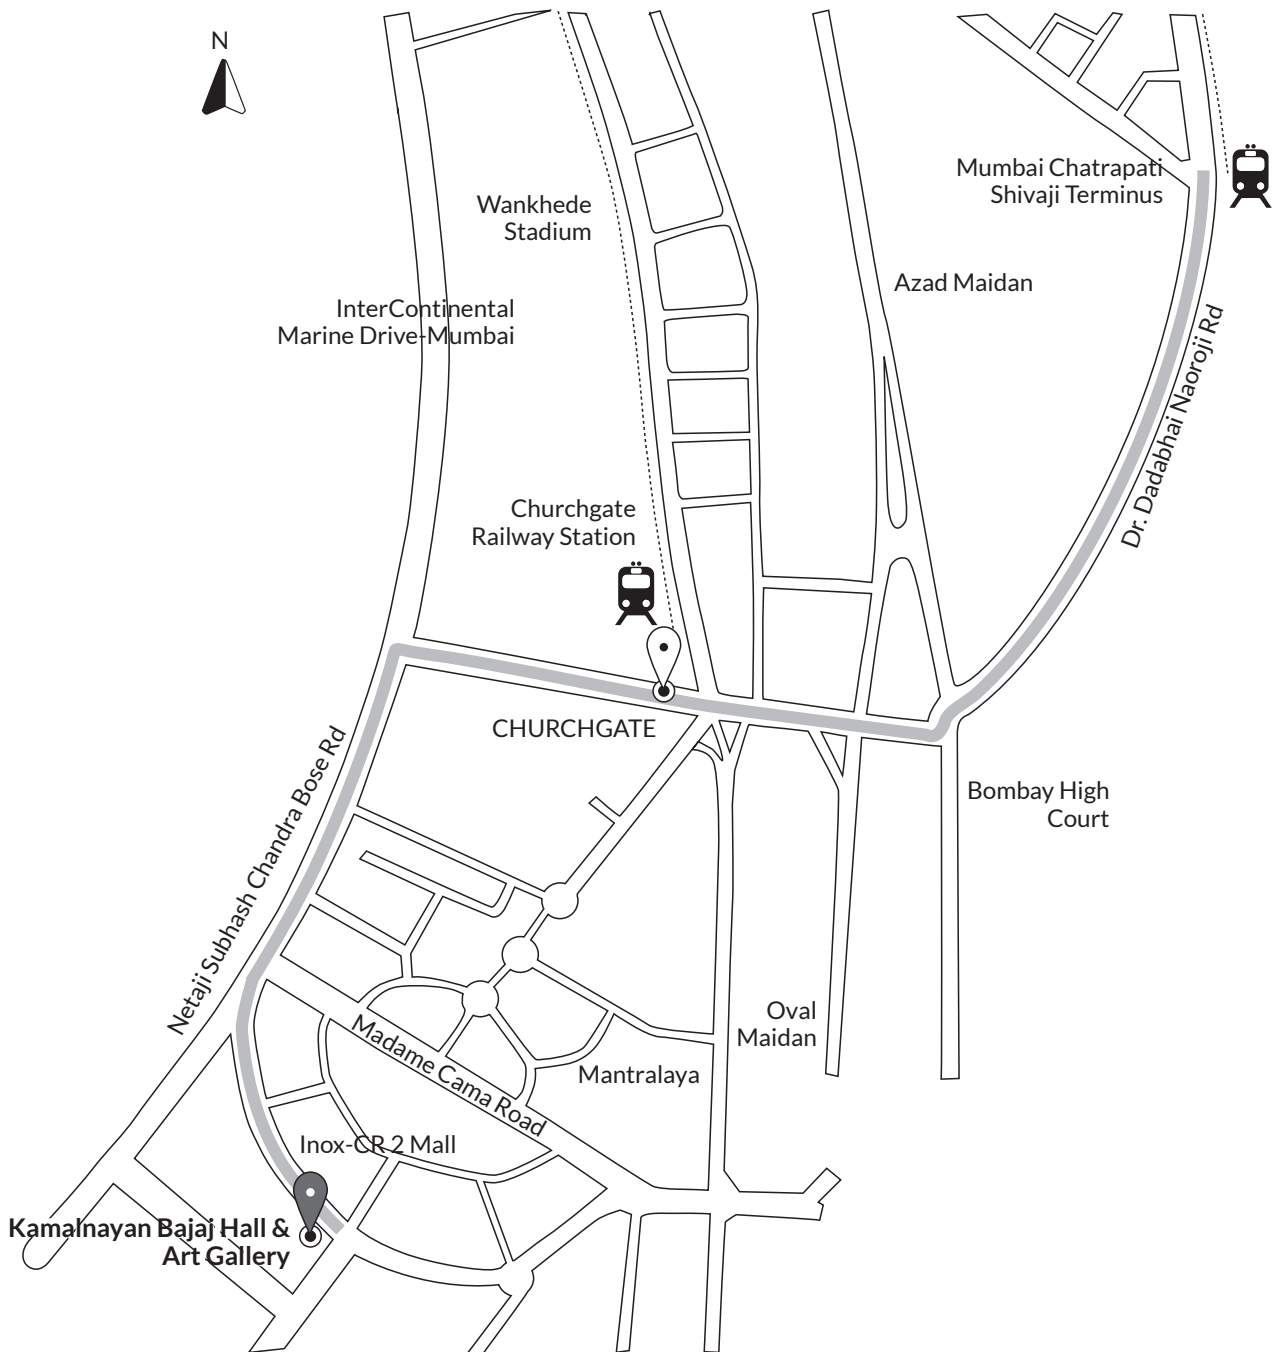 N
Mumbai Chatrapati
Shivaji Terminus
Wankhede
Stadium
Azad Maidan
InterContinental
Marine Drive-Mumbai
Dr. Dadabhai Naoroji Rd
Churchgate
Railway Station
CHURCHGATE
Netaji Subhash Chandra Bose Rd
Bombay High
Court
Oval
Maidan
Madame Cama Road
Mantralaya
Inox-CR 2 Mall
Kamalnayan Bajaj Hall &
Art Gallery